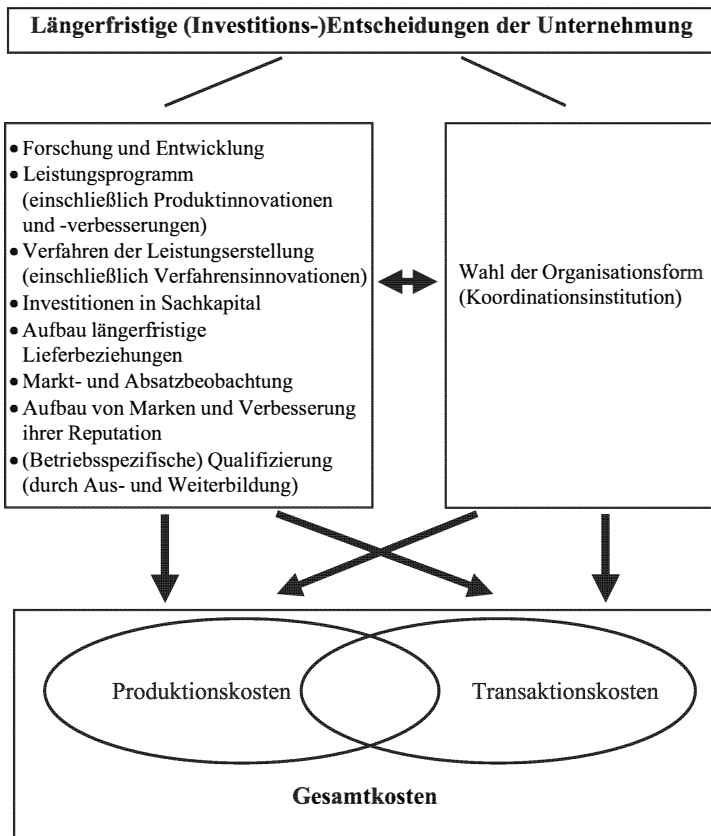 Längerfristige (Investitions-)Entscheidungen der Unternehmung
• Forschung und Entwicklung
• Leistungsprogramm
(einschließlich Produktinnovationen
und -verbesserungen)
• Verfahren der Leistungserstellung
(einschließlich Verfahrensinnovationen)
• Investitionen in Sachkapital
• Aufbau längerfristige
Lieferbeziehungen
• Markt- und Absatzbeobachtung
• Aufbau von Marken und Verbesserung
ihrer Reputation
• (Betriebsspezifische) Qualifizierung
(durch Aus- und Weiterbildung)
Wahl der Organisationsform
(Koordinationsinstitution)
Produktionskosten
Transaktionskosten
Gesamtkosten